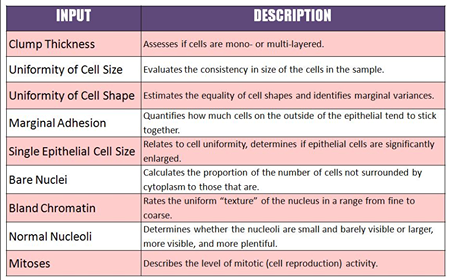 INPUT DESCRIPTION
Clump Thickness Assesses if cells are mono- or multi-layered.
Uniformity of Cell Size Evaluates the consistency in size of the cells in the sample.
Uniformity of Cell Shape Estimates the equality of cell shapes and identifies marginal variances.
Marginal Adhesion Quantifies how much cells on the outside of the epithelial tend to stick
together.
Single Epithelial Cell Size Relates to cell uniformity, determines if epithelial cells are significantly
enlarged.
Bare Nuclei Calculates the proportion of the number of cells not surrounded by
cytoplasm to those that are.
Bland Chromatin Rates the uniform “texture” of the nucleus in a range from fine to
coarse.
Normal Nucleoli Determines whether the nucleoli are small and barely visible or larger,
more visible, and more plentiful.
Mitoses Describes the level of mitotic (cell reproduction) activity.